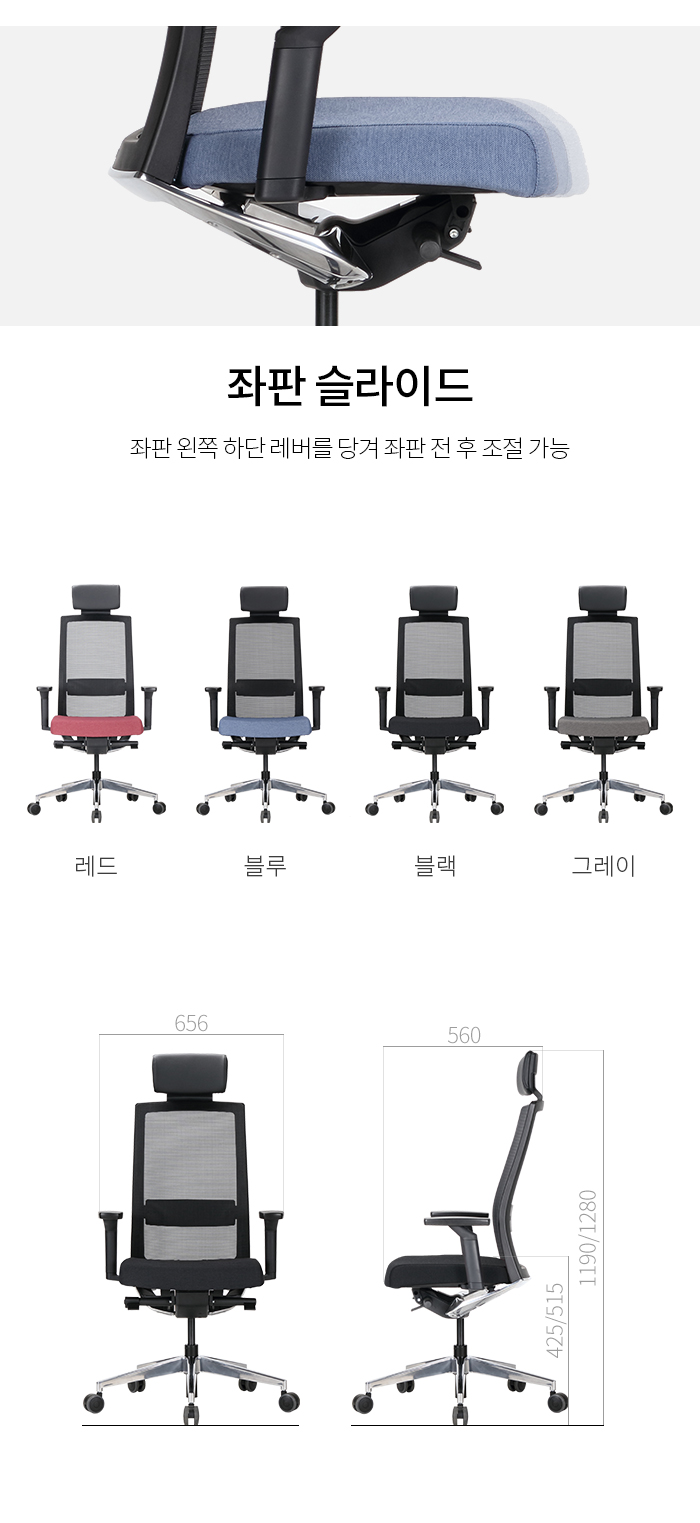 좌판 슬라이드
좌판 왼쪽 하단 레버를 당겨 좌판 전 후 조절 가능
레드
블루
블랙
그레이
656
560
1190/1280
425/515